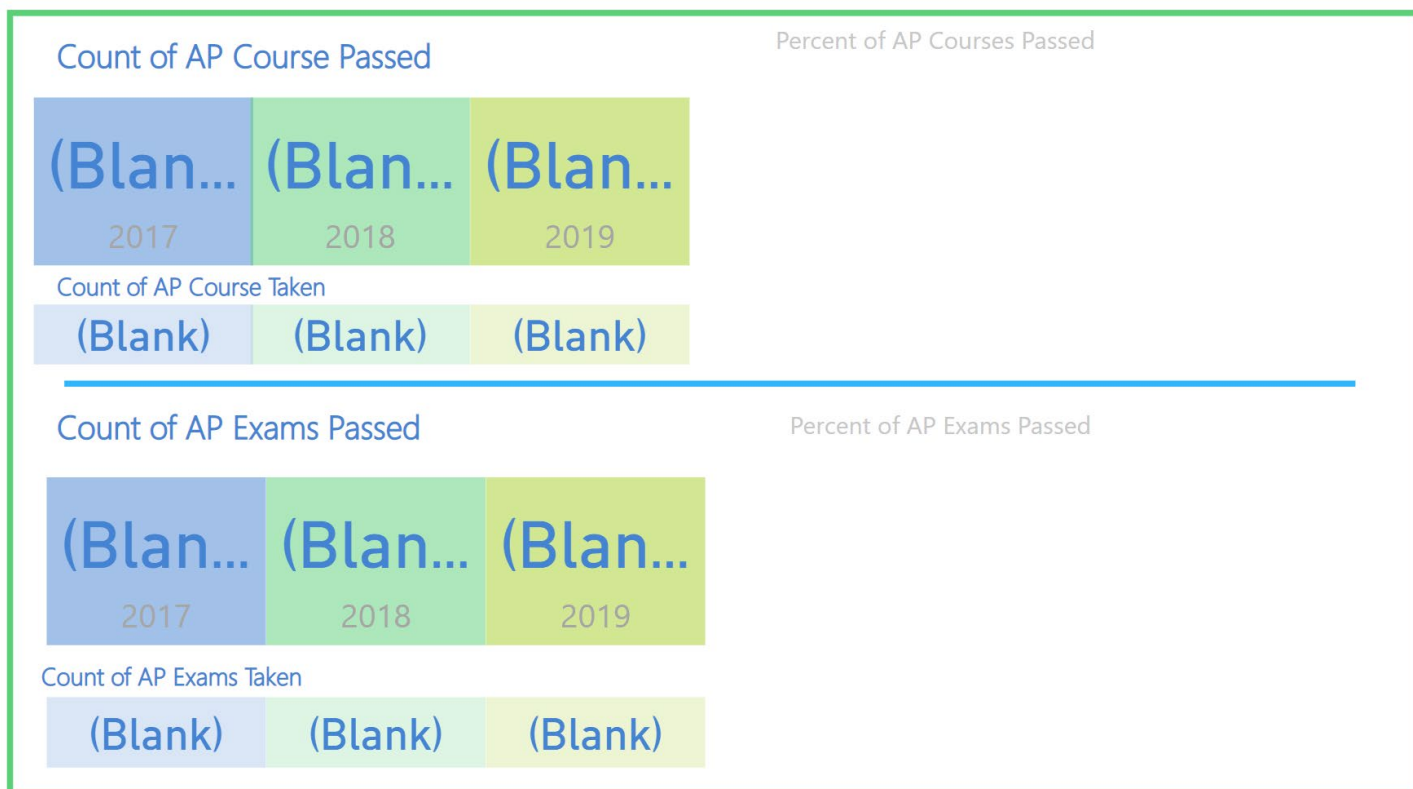 Count of AP Course Passed
Percent of AP Courses Passed
(Blan... (Blan... (Blan...
2017 2018 2019
Count of AP Course Taken
(Blank) (Blank) (Blank)
Count of AP Exams Passed
Percent of AP Exams Passed
(Blan... (Blan... (Blan...
2017 2018 2019
Count of AP Exams Taken
(Blank) (Blank) (Blank)